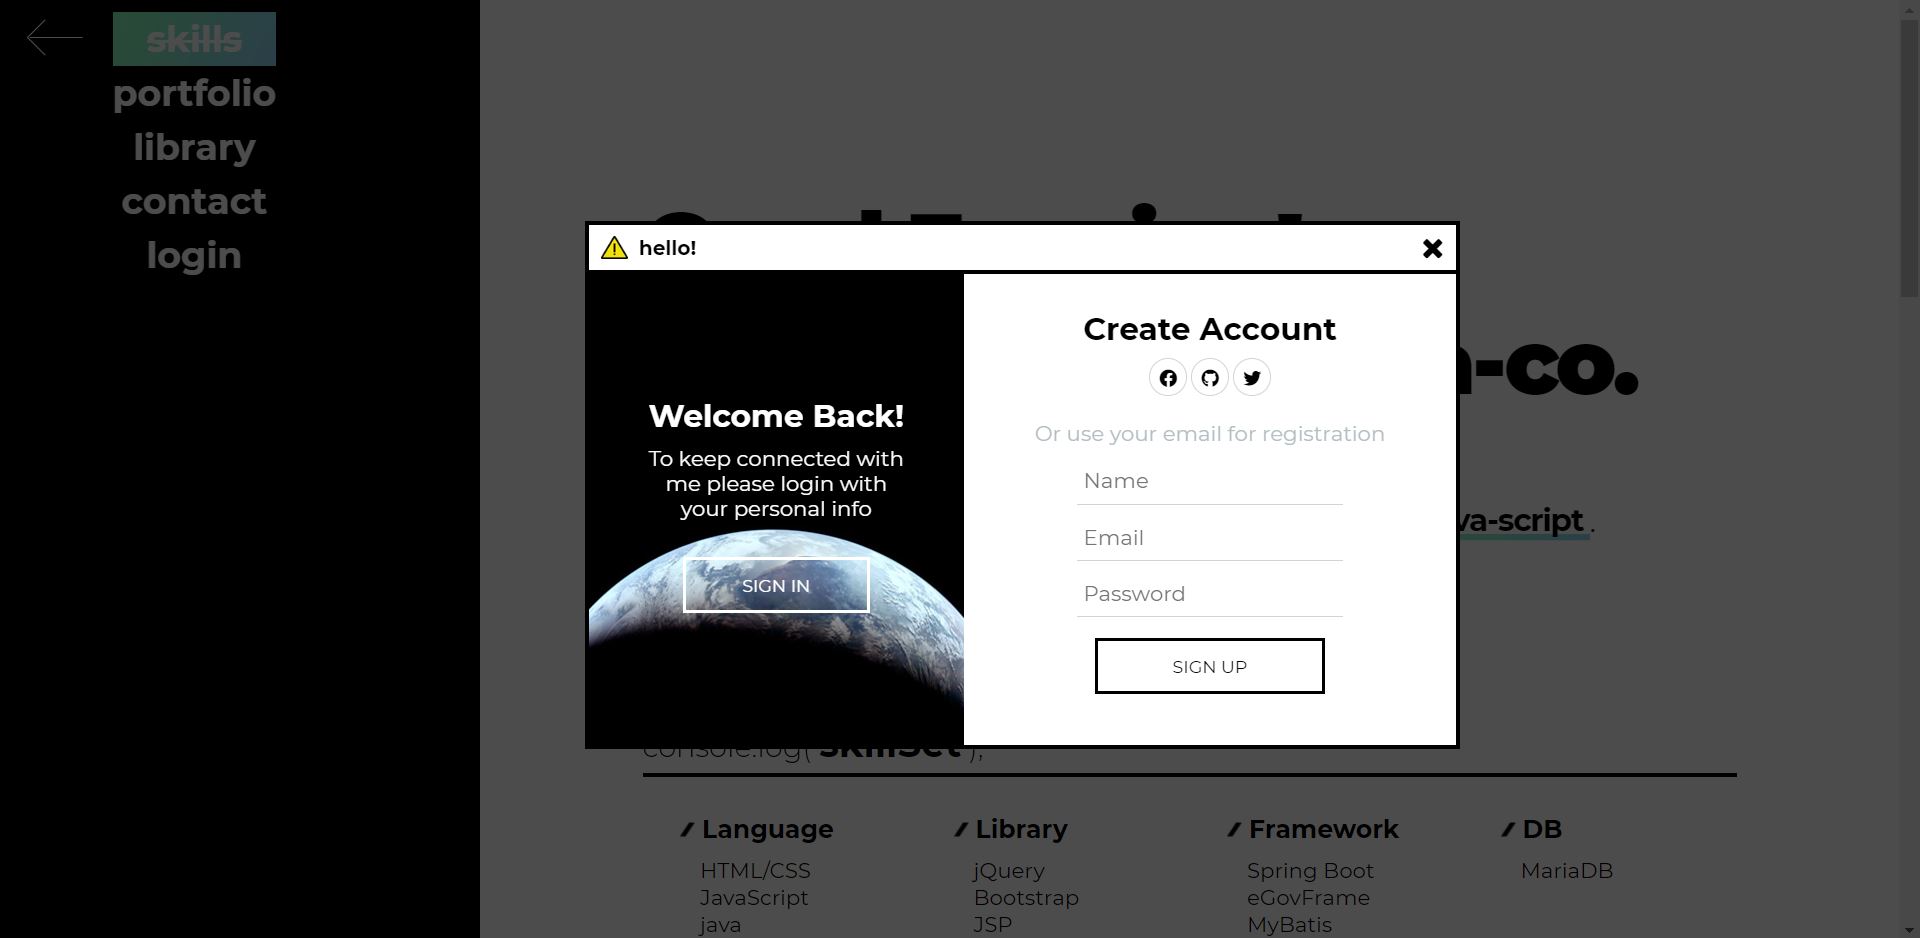 skills
portfolio
library
contact
login
hello!
Welcome Back!
To keep connected with
me please login with
your personal info
SIGN IN
Create Account
Or use your email for registration
Name
Email
Password
SIGN UP
-co.
va-script .
console.log( skillSet );
Language
HTML/CSS
JavaScript
java
Library
jQuery
Bootstrap
JSP
Framework
Spring Boot
eGovFrame
MyBatis
DB
MariaDB